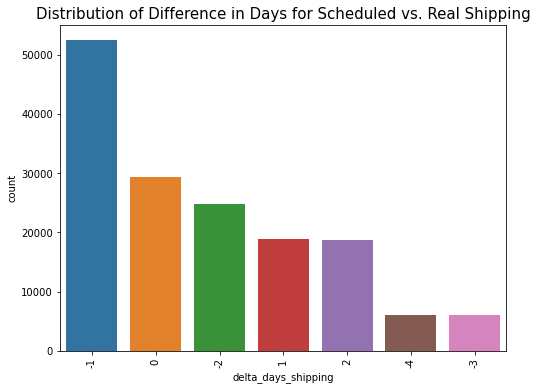 Distribution of Difference in Days for Scheduled vs. Real Shipping
50000
40000
30000
20000
10000
0
count
-1 0 -2 1 2 -4 -3
delta_days_shipping